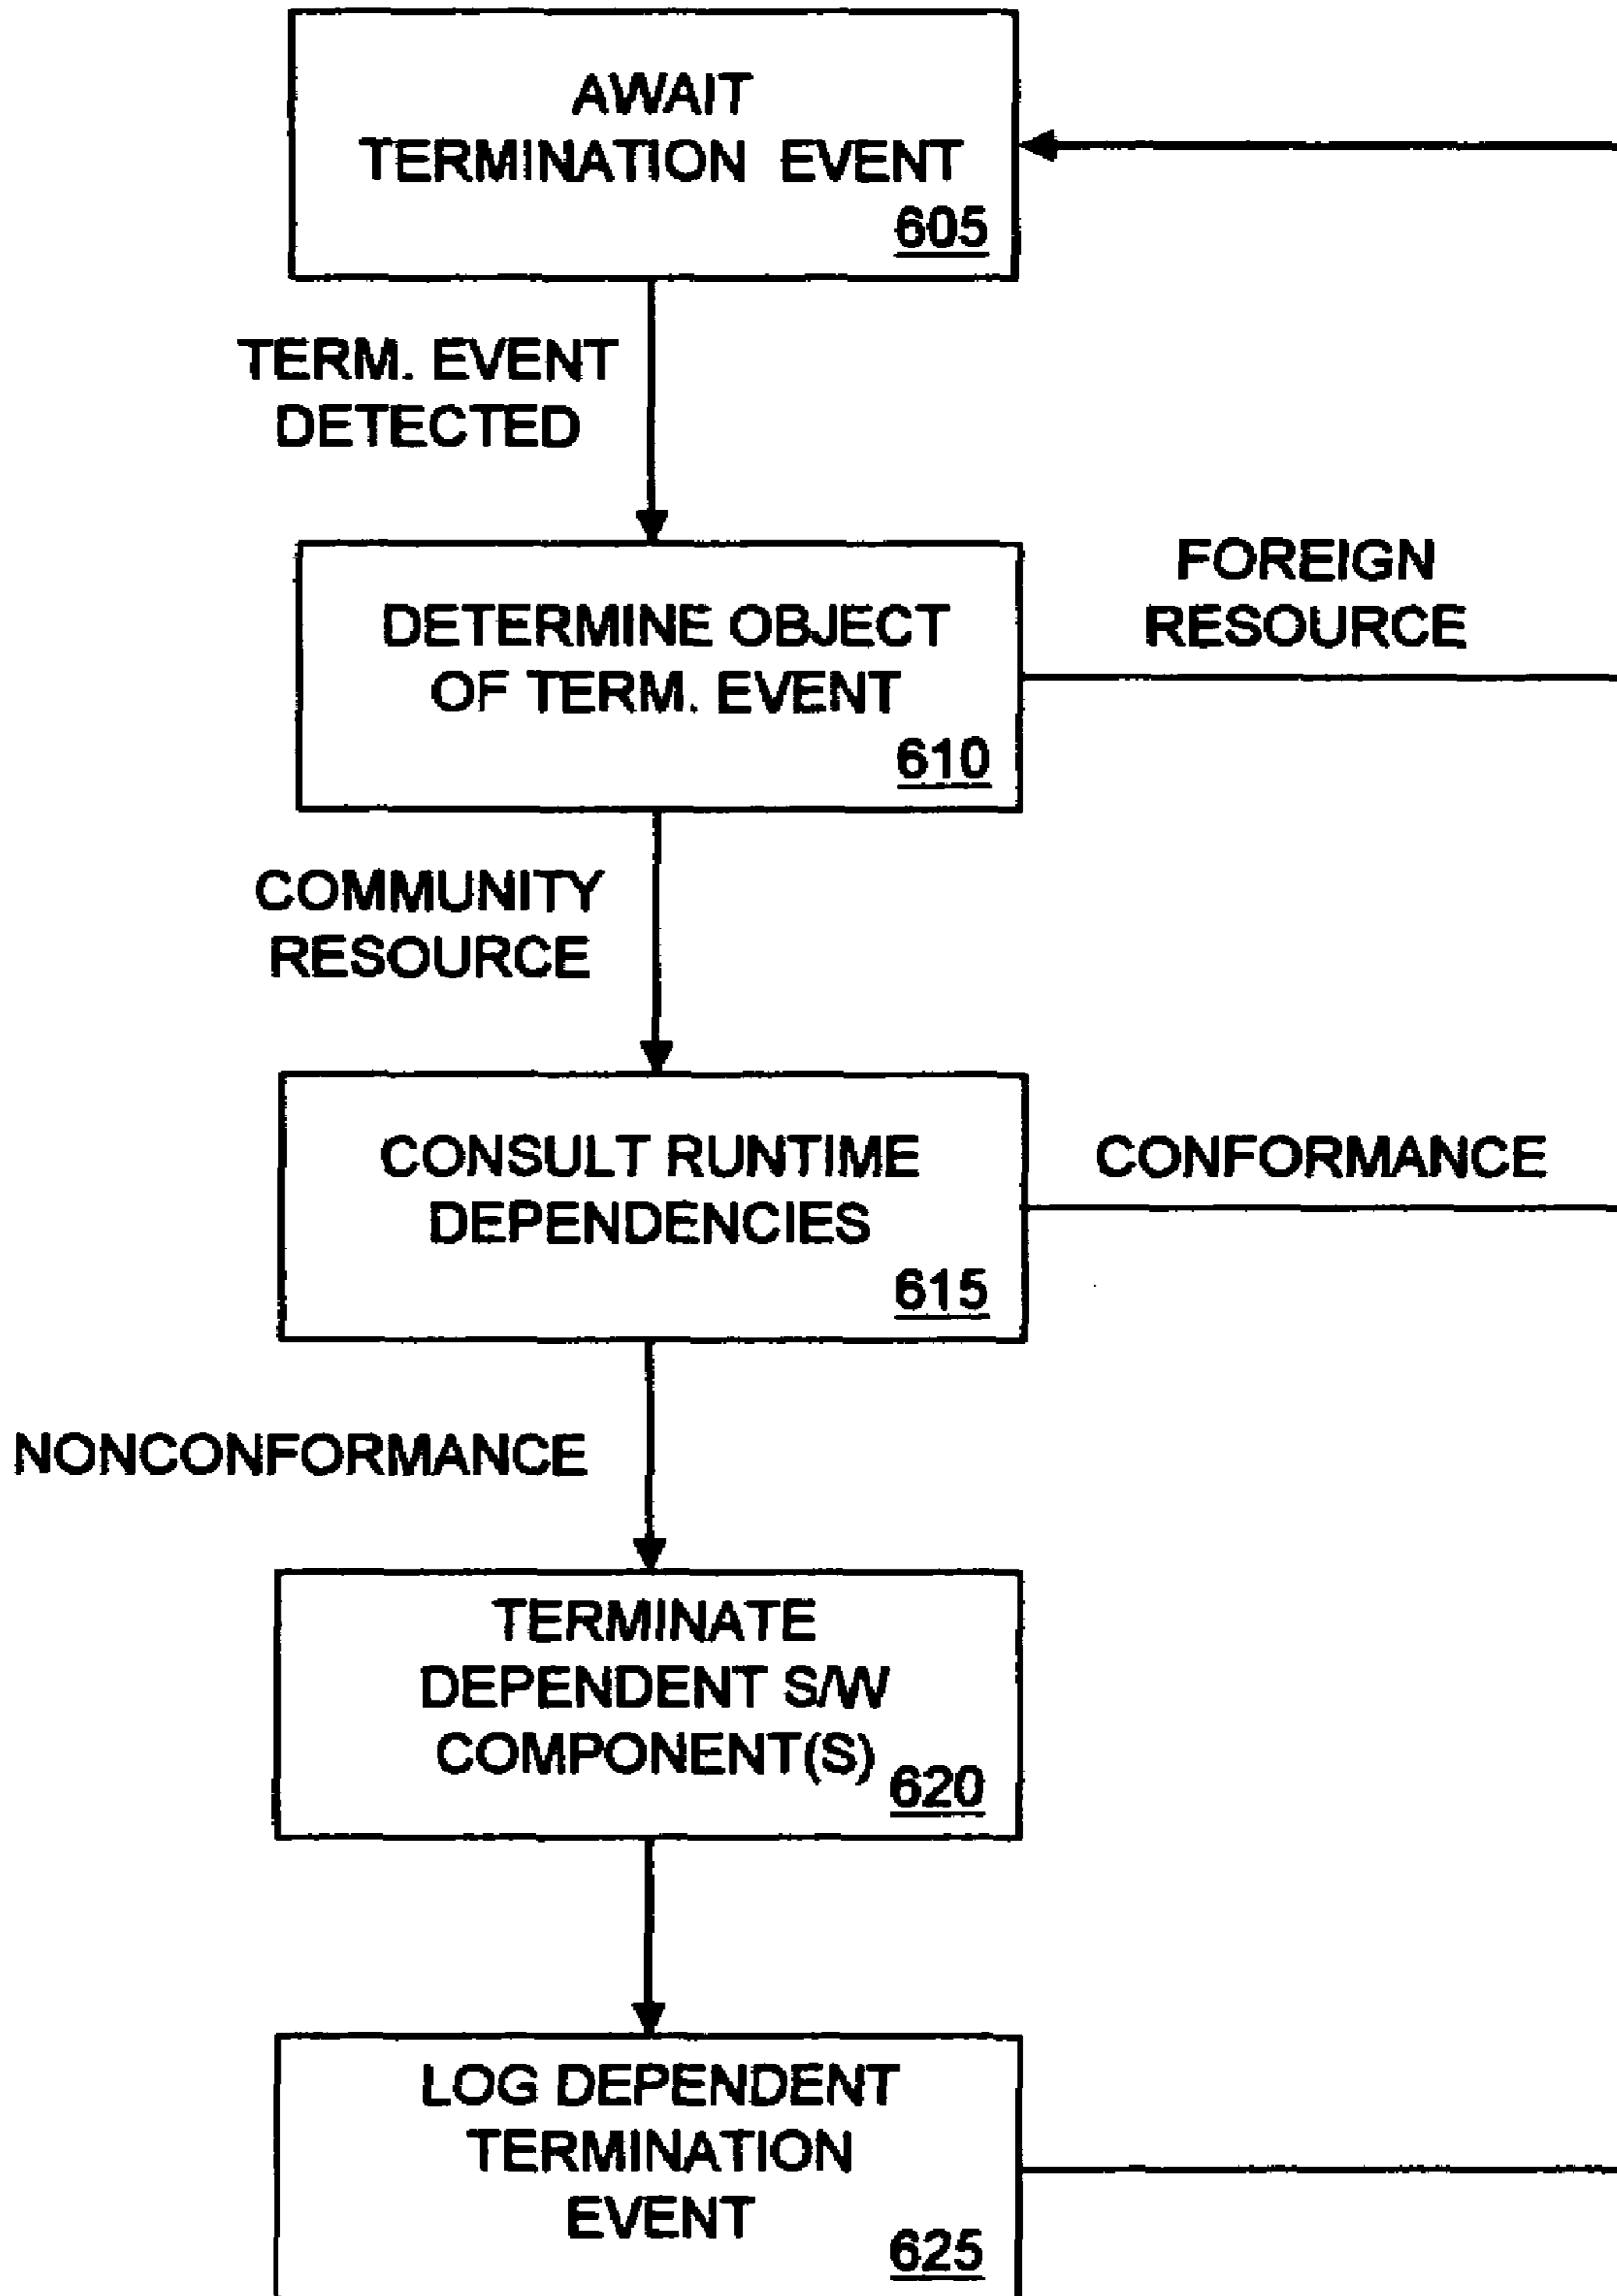 AWAIT
TERMINATION EVENT
605
TERM. EVENT
DETECTED
DETERMINE OBJECT
OF TERM. EVENT
610
FOREIGN
RESOURCE
COMMUNITY
RESOURCE
CONSULT RUNTIME
DEPENDENCIES
615
CONFORMANCE
NONCONFORMANCE
TERMINATE
DEPENDENT S/W
COMPONENT(S)
620
LOG DEPENDENT
TERMINATION
EVENT
625